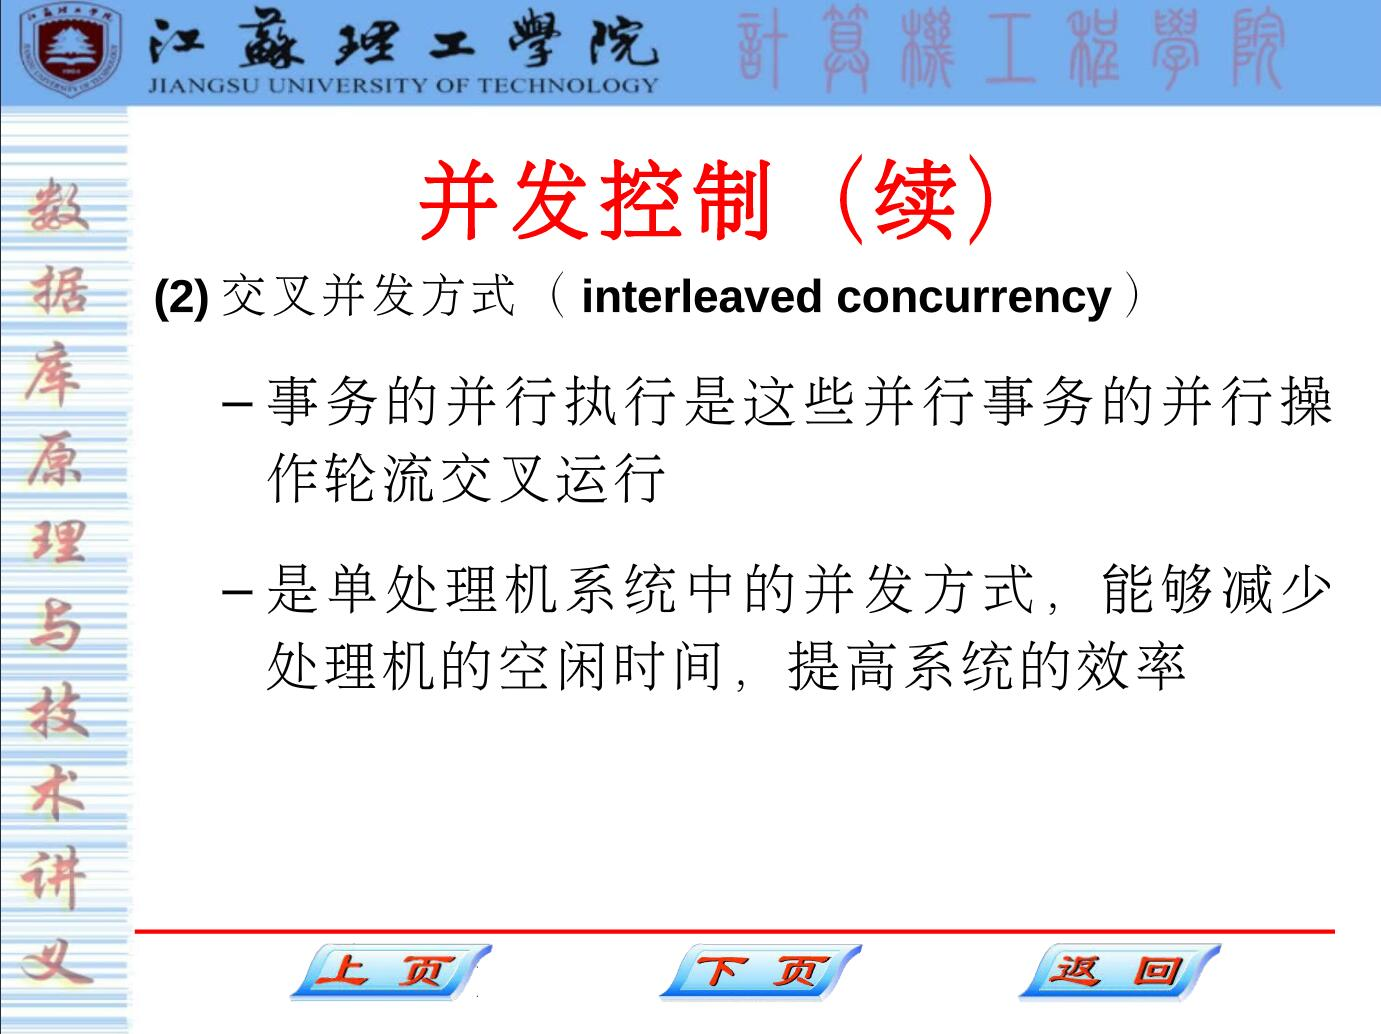 江蘇理工學院
JIANGSU UNIVERSITY OF TECHNOLOGY
計算機工程學院
数据库原理与技术讲义
并发控制（续）
(2) 交叉并发方式（interleaved concurrency）
– 事务的并行执行是这些并行事务的并行操
作轮流交叉运行
– 是单处理机系统中的并发方式，能够减少
处理机的空闲时间，提高系统的效率
上页
下页
返回